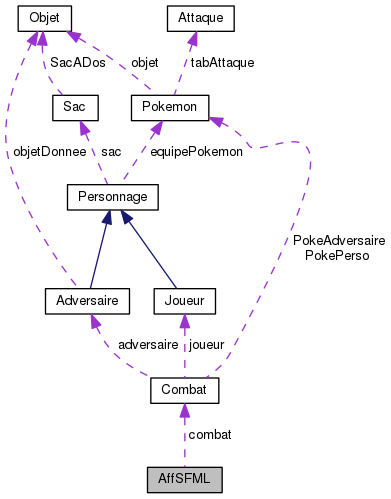 Objet
Attaque
SacADos
objet
tabAttaque
Sac
Pokemon
objetDonnee
sac
equipePokemon
Personnage
PokeAdversaire
PokePerso
Adversaire
Joueur
adversaire
joueur
Combat
combat
AffSFML